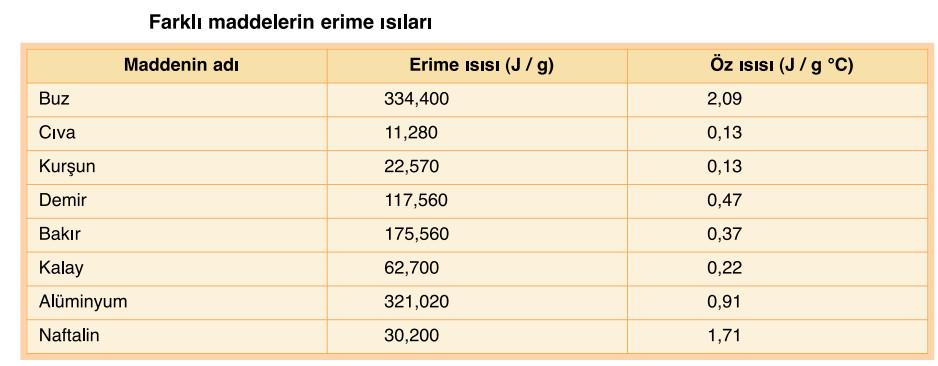 Farklı maddelerin erime ısıları
Maddenin adı Erime ısısı (J / g) Öz ısısı (J / g °C)
Buz 334,400 2,09
Cıva 11,280 0,13
Kurşun 22,570 0,13
Demir 117,560 0,47
Bakır 175,560 0,37
Kalay 62,700 0,22
Alüminyum 321,020 0,91
Naftalin 30,200 1,71